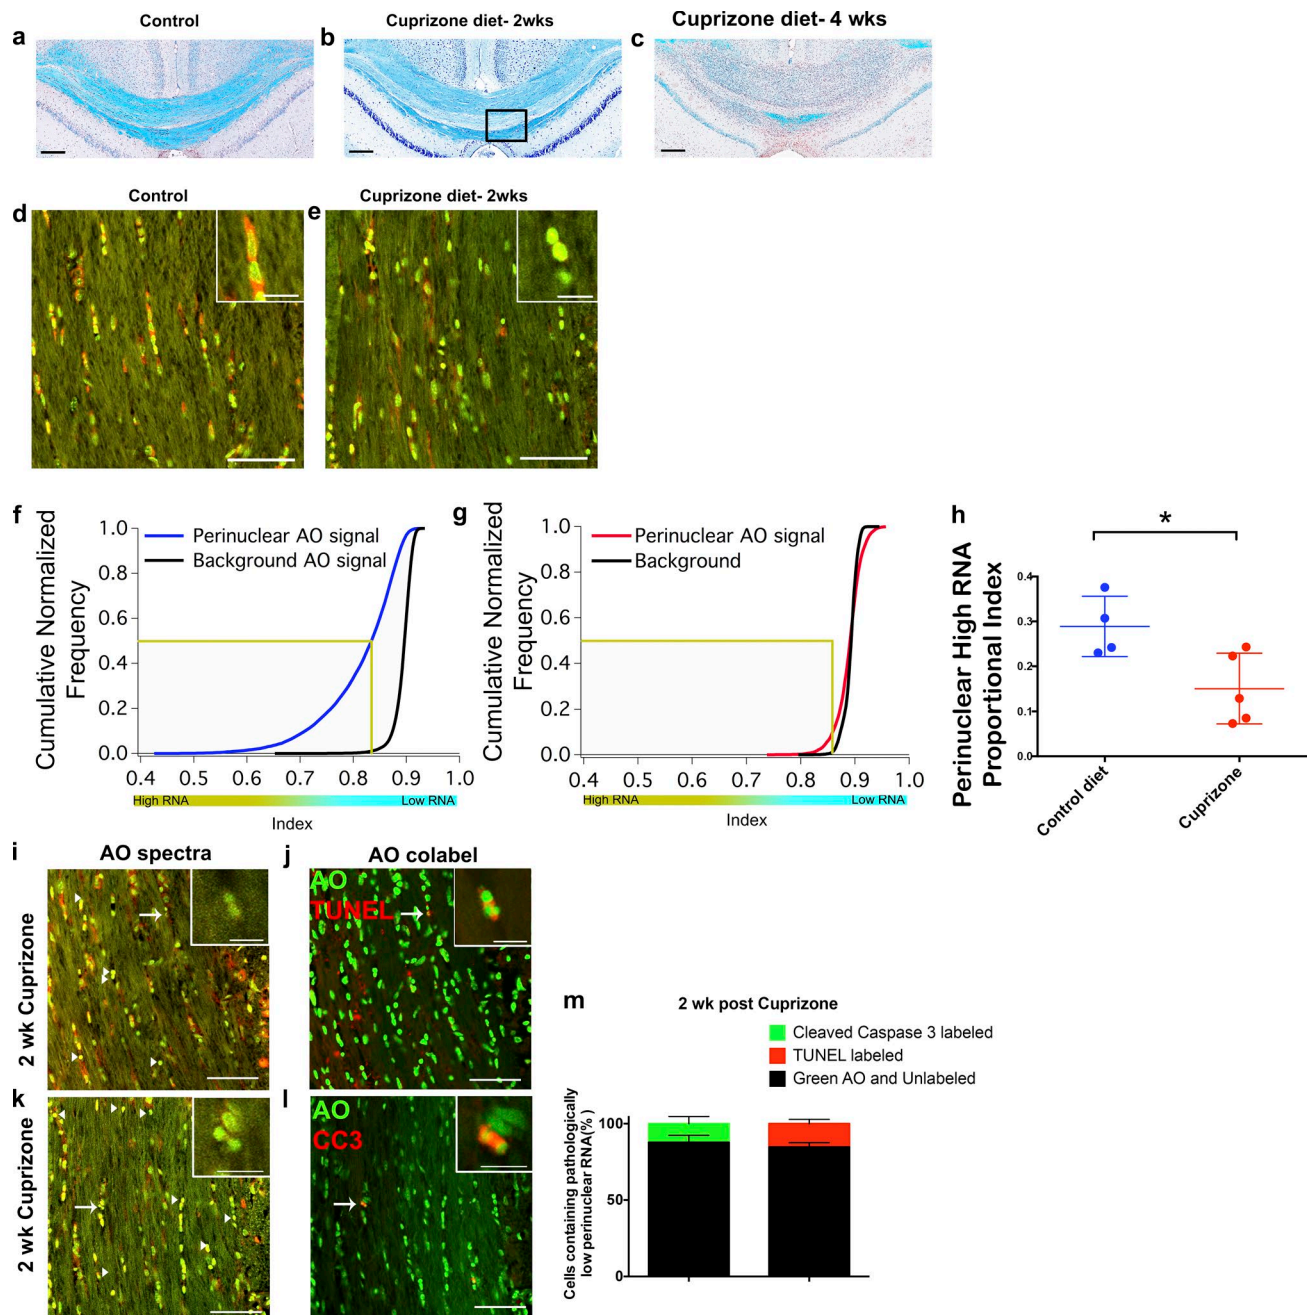 Control
Cuprizone diet- 2wks
Cuprizone diet- 4 wks
a
b
c
Control
Cuprizone diet- 2wks
d
e
f
Cumulative Normalized
Frequency
1.0
0.8
0.6
0.4
0.2
0.0
Perinuclear AO signal
Background AO signal
0.4 0.5 0.6 0.7 0.8 0.9 1.0
High RNA
Low RNA
Index
g
Cumulative Normalized
Frequency
1.0
0.8
0.6
0.4
0.2
0.0
Perinuclear AO signal
Background
0.4 0.5 0.6 0.7 0.8 0.9 1.0
High RNA
Low RNA
Index
h
Perinuclear High RNA
Proportional Index
*
0.4
0.3
0.2
0.1
0.0
Control diet
Cuprizone
i
AO spectra
j
AO colabel
2 wk Cuprizone
AO
TUNEL
k
l
2 wk Cuprizone
AO
CC3
m
2 wk post Cuprizone
Cleaved Caspase 3 labeled
TUNEL labeled
Green AO and Unlabeled
Cells containing pathologically
low perinuclear RNA(%)
100
50
0